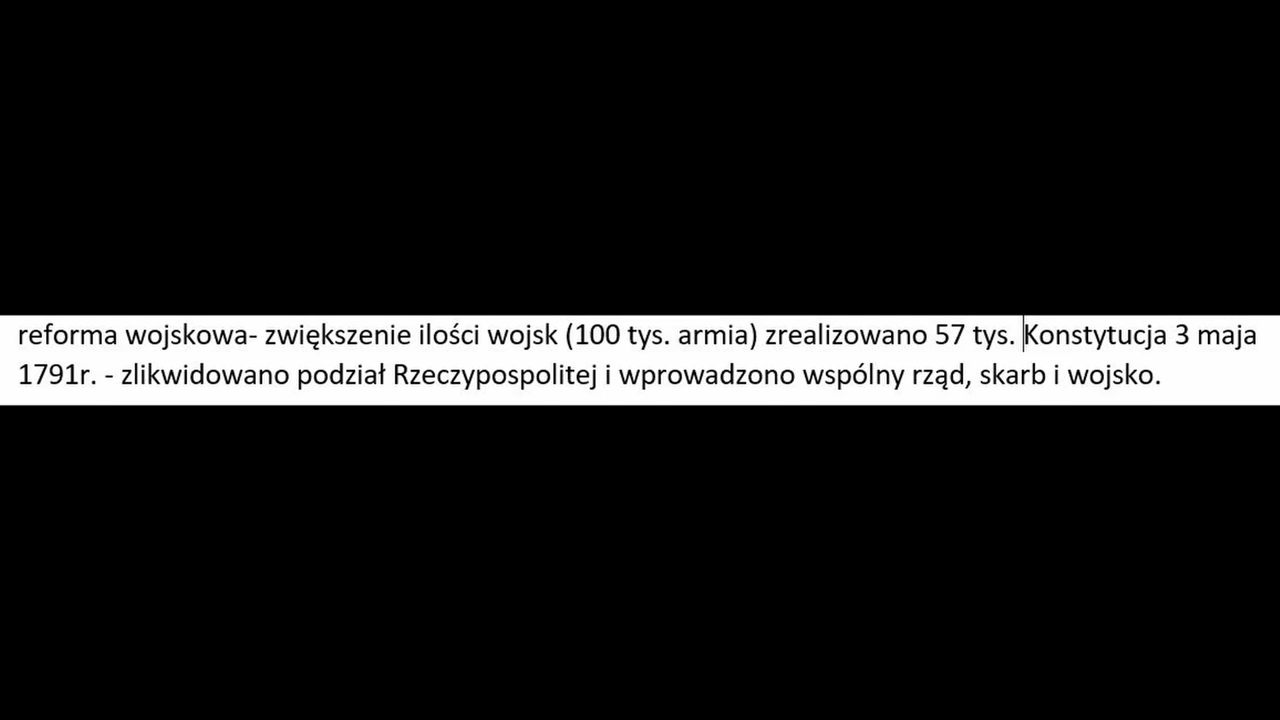 reforma wojskowa- zwiększenie ilości wojsk (100 tys. armia) zrealizowano 57 tys. Konstytucja 3 maja
1791r. - zlikwidowano podział Rzeczypospolitej i wprowadzono wspólny rząd, skarb i wojsko.